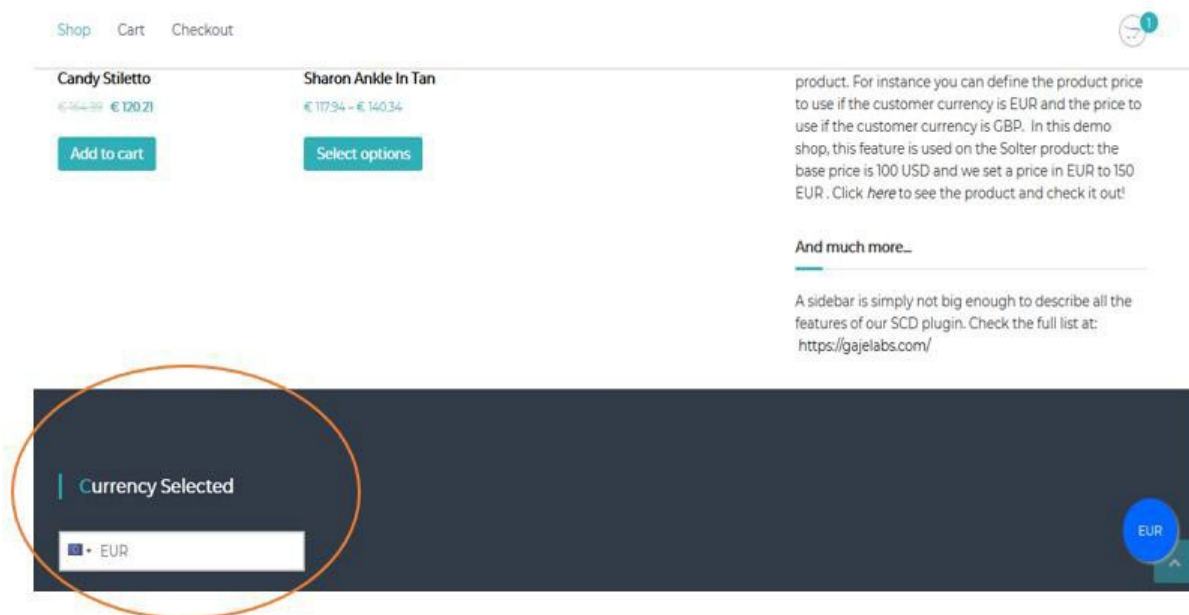 Shop Cart Checkout
1
Candy Stiletto
€ 164.99 € 120.21
Add to cart
Sharon Ankle In Tan
€ 117.94 – € 140.34
Select options
product. For instance you can define the product price
to use if the customer currency is EUR and the price to
use if the customer currency is GBP. In this demo
shop, this feature is used on the Solter product: the
base price is 100 USD and we set a price in EUR to 150
EUR . Click here to see the product and check it out!
And much more...
A sidebar is simply not big enough to describe all the
features of our SCD plugin. Check the full list at:
https://gajelabs.com/
Currency Selected
EUR
EUR